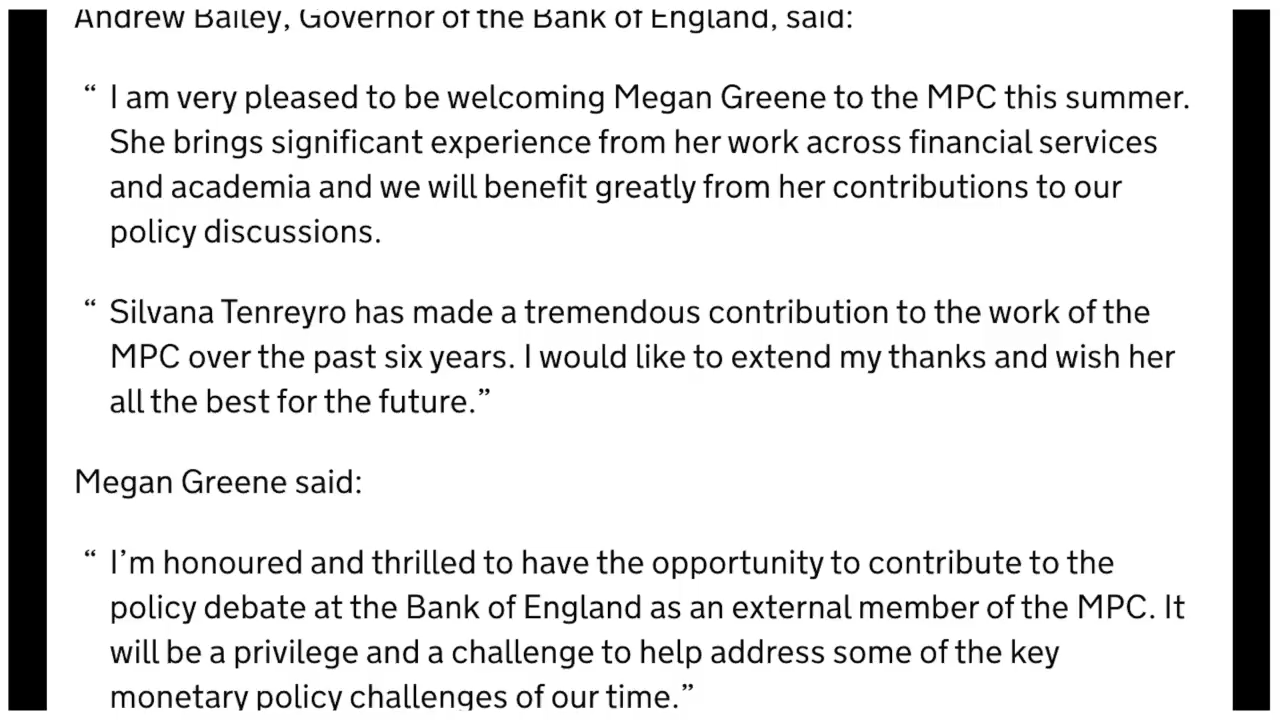 Andrew Bailey, Governor of the Bank of England, said:
“ I am very pleased to be welcoming Megan Greene to the MPC this summer.
She brings significant experience from her work across financial services
and academia and we will benefit greatly from her contributions to our
policy discussions.
“ Silvana Tenreyro has made a tremendous contribution to the work of the
MPC over the past six years. I would like to extend my thanks and wish her
all the best for the future.”
Megan Greene said:
“ I’m honoured and thrilled to have the opportunity to contribute to the
policy debate at the Bank of England as an external member of the MPC. It
will be a privilege and a challenge to help address some of the key
monetary policy challenges of our time.”